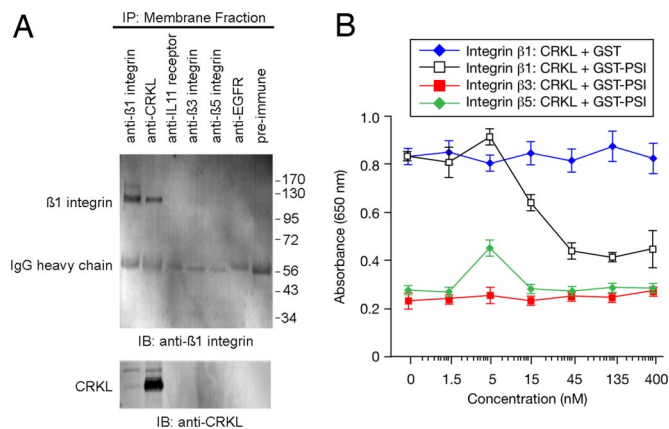 A
IP: Membrane Fraction
anti-ß1 integrin
anti-CRKL
anti-IL11 receptor
anti-ß3 integrin
anti-ß5 integrin
anti-EGFR
pre-immune
ß1 integrin
IgG heavy chain
-170
-130
95
-72
-56
-43
-34
IB: anti-ß1 integrin
CRKL
IB: anti-CRKL
B
Integrin β1: CRKL + GST
Integrin β1: CRKL + GST-PSI
Integrin β3: CRKL + GST-PSI
Integrin β5: CRKL + GST-PSI
Absorbance (650 nm)
1.0
0.8
0.6
0.4
0.2
0
0 1.5 5 15 45 135 400
Concentration (nM)